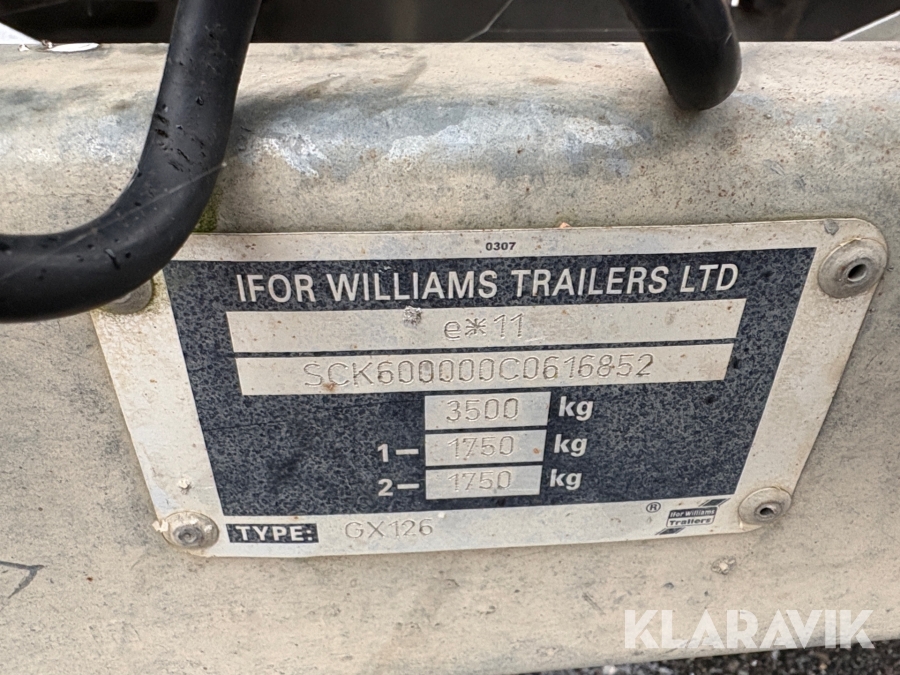 0307
IFOR WILLIAMS TRAILERS LTD
e*11
SCK600000C0616852
3500 kg
1- 1750 kg
2- 1750 kg
®
TYPE: GX126
Ifor Williams
Trailers
KLARAVIK